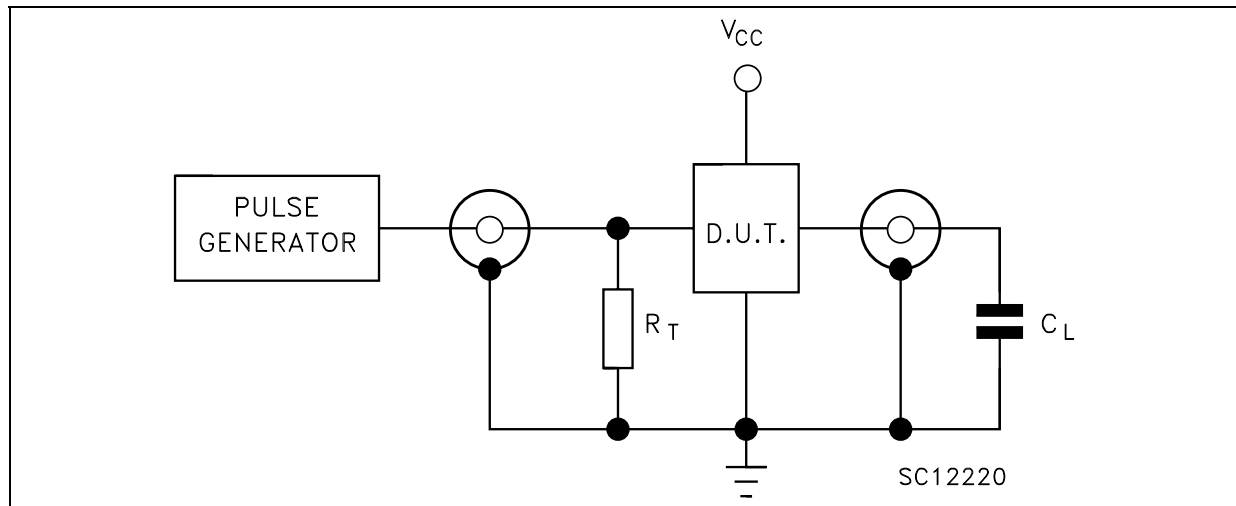 VCC
PULSE
GENERATOR
D.U.T.
RT
CL
SC12220